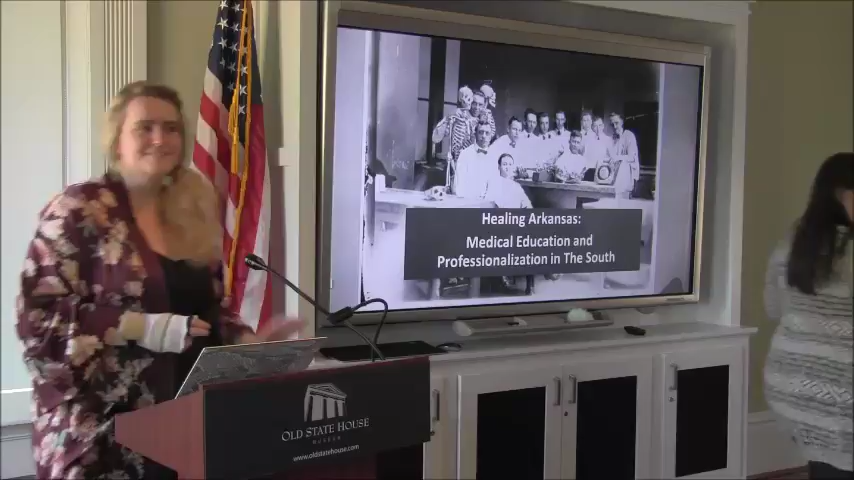 Healing Arkansas:
Medical Education and
Professionalization in The South
OLD STATE HOUSE
MUSEUM
www.oldstatehouse.com